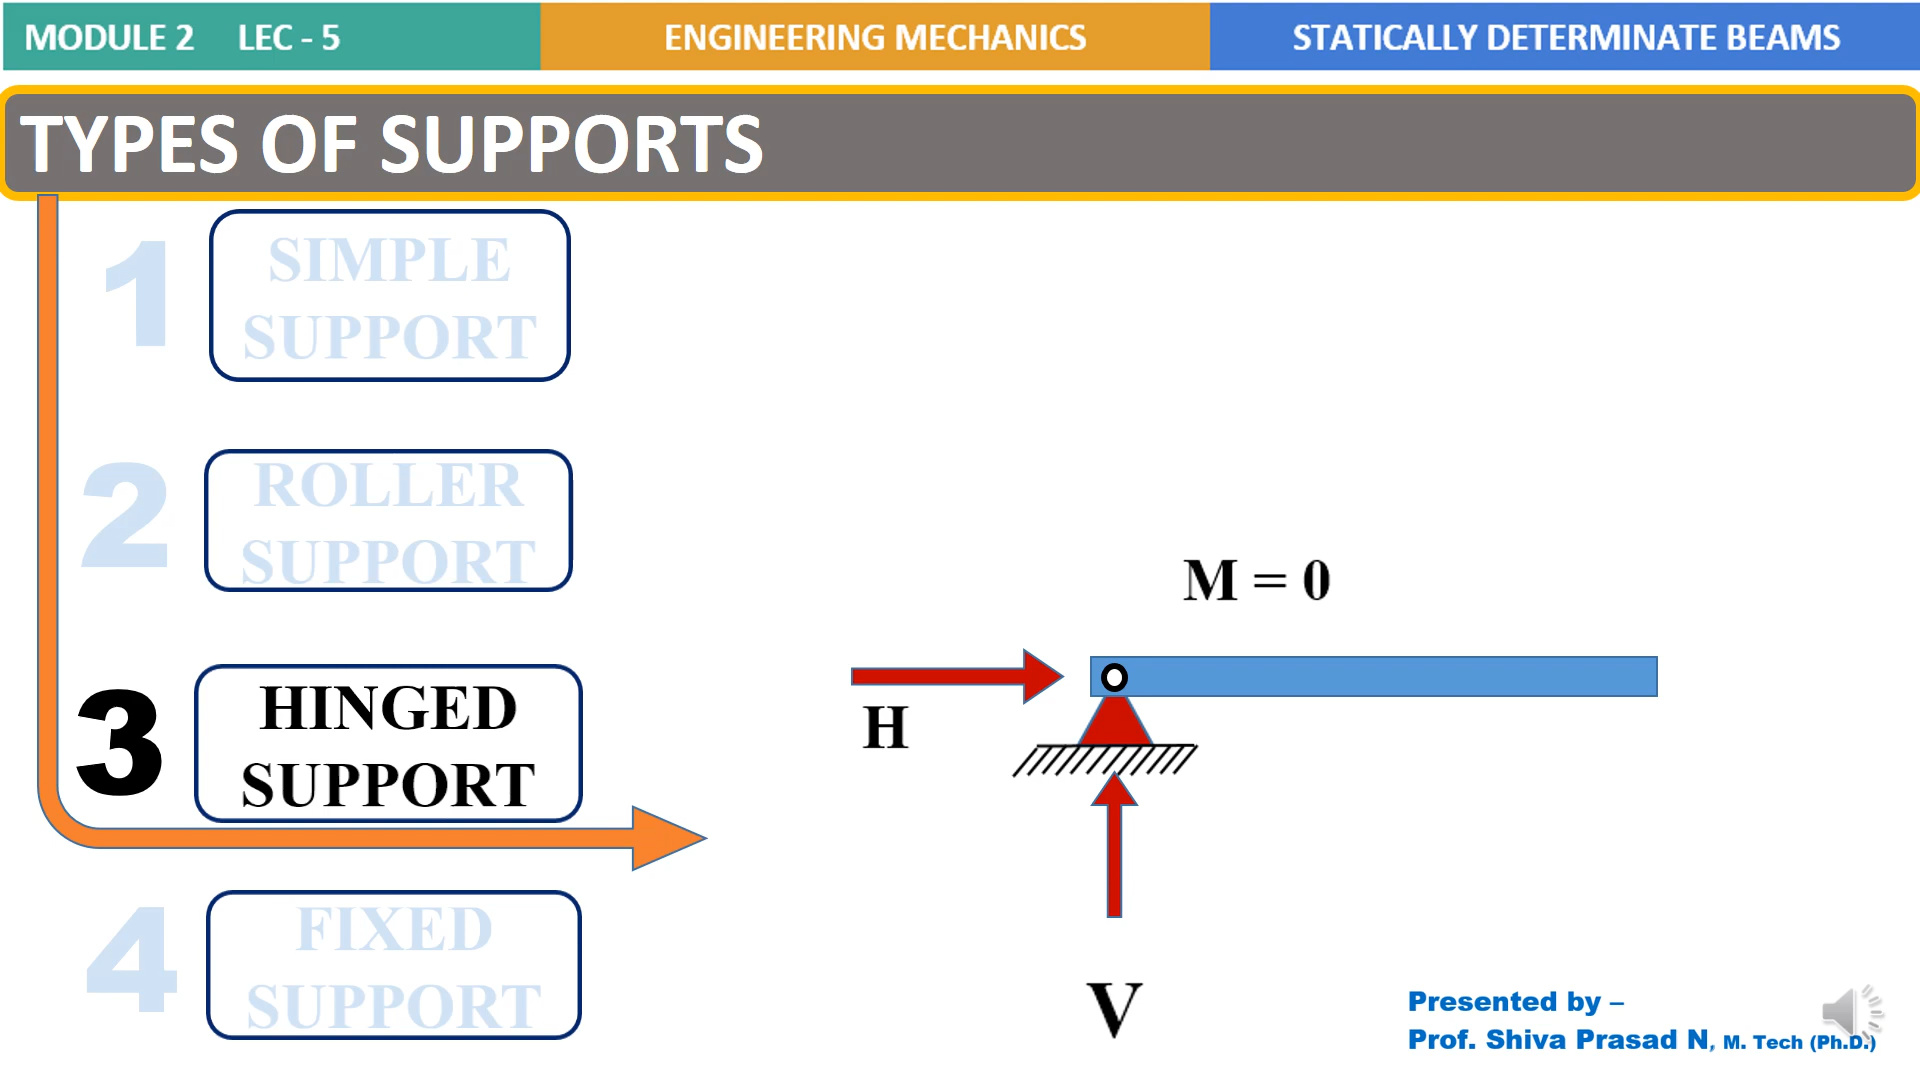 MODULE 2 LEC - 5 ENGINEERING MECHANICS STATICALLY DETERMINATE BEAMS
TYPES OF SUPPORTS
1
SIMPLE
SUPPORT
2
ROLLER
SUPPORT
3
HINGED
SUPPORT
4
FIXED
SUPPORT
M = 0
H
V
Presented by –
Prof. Shiva Prasad N, M. Tech (Ph.D.)